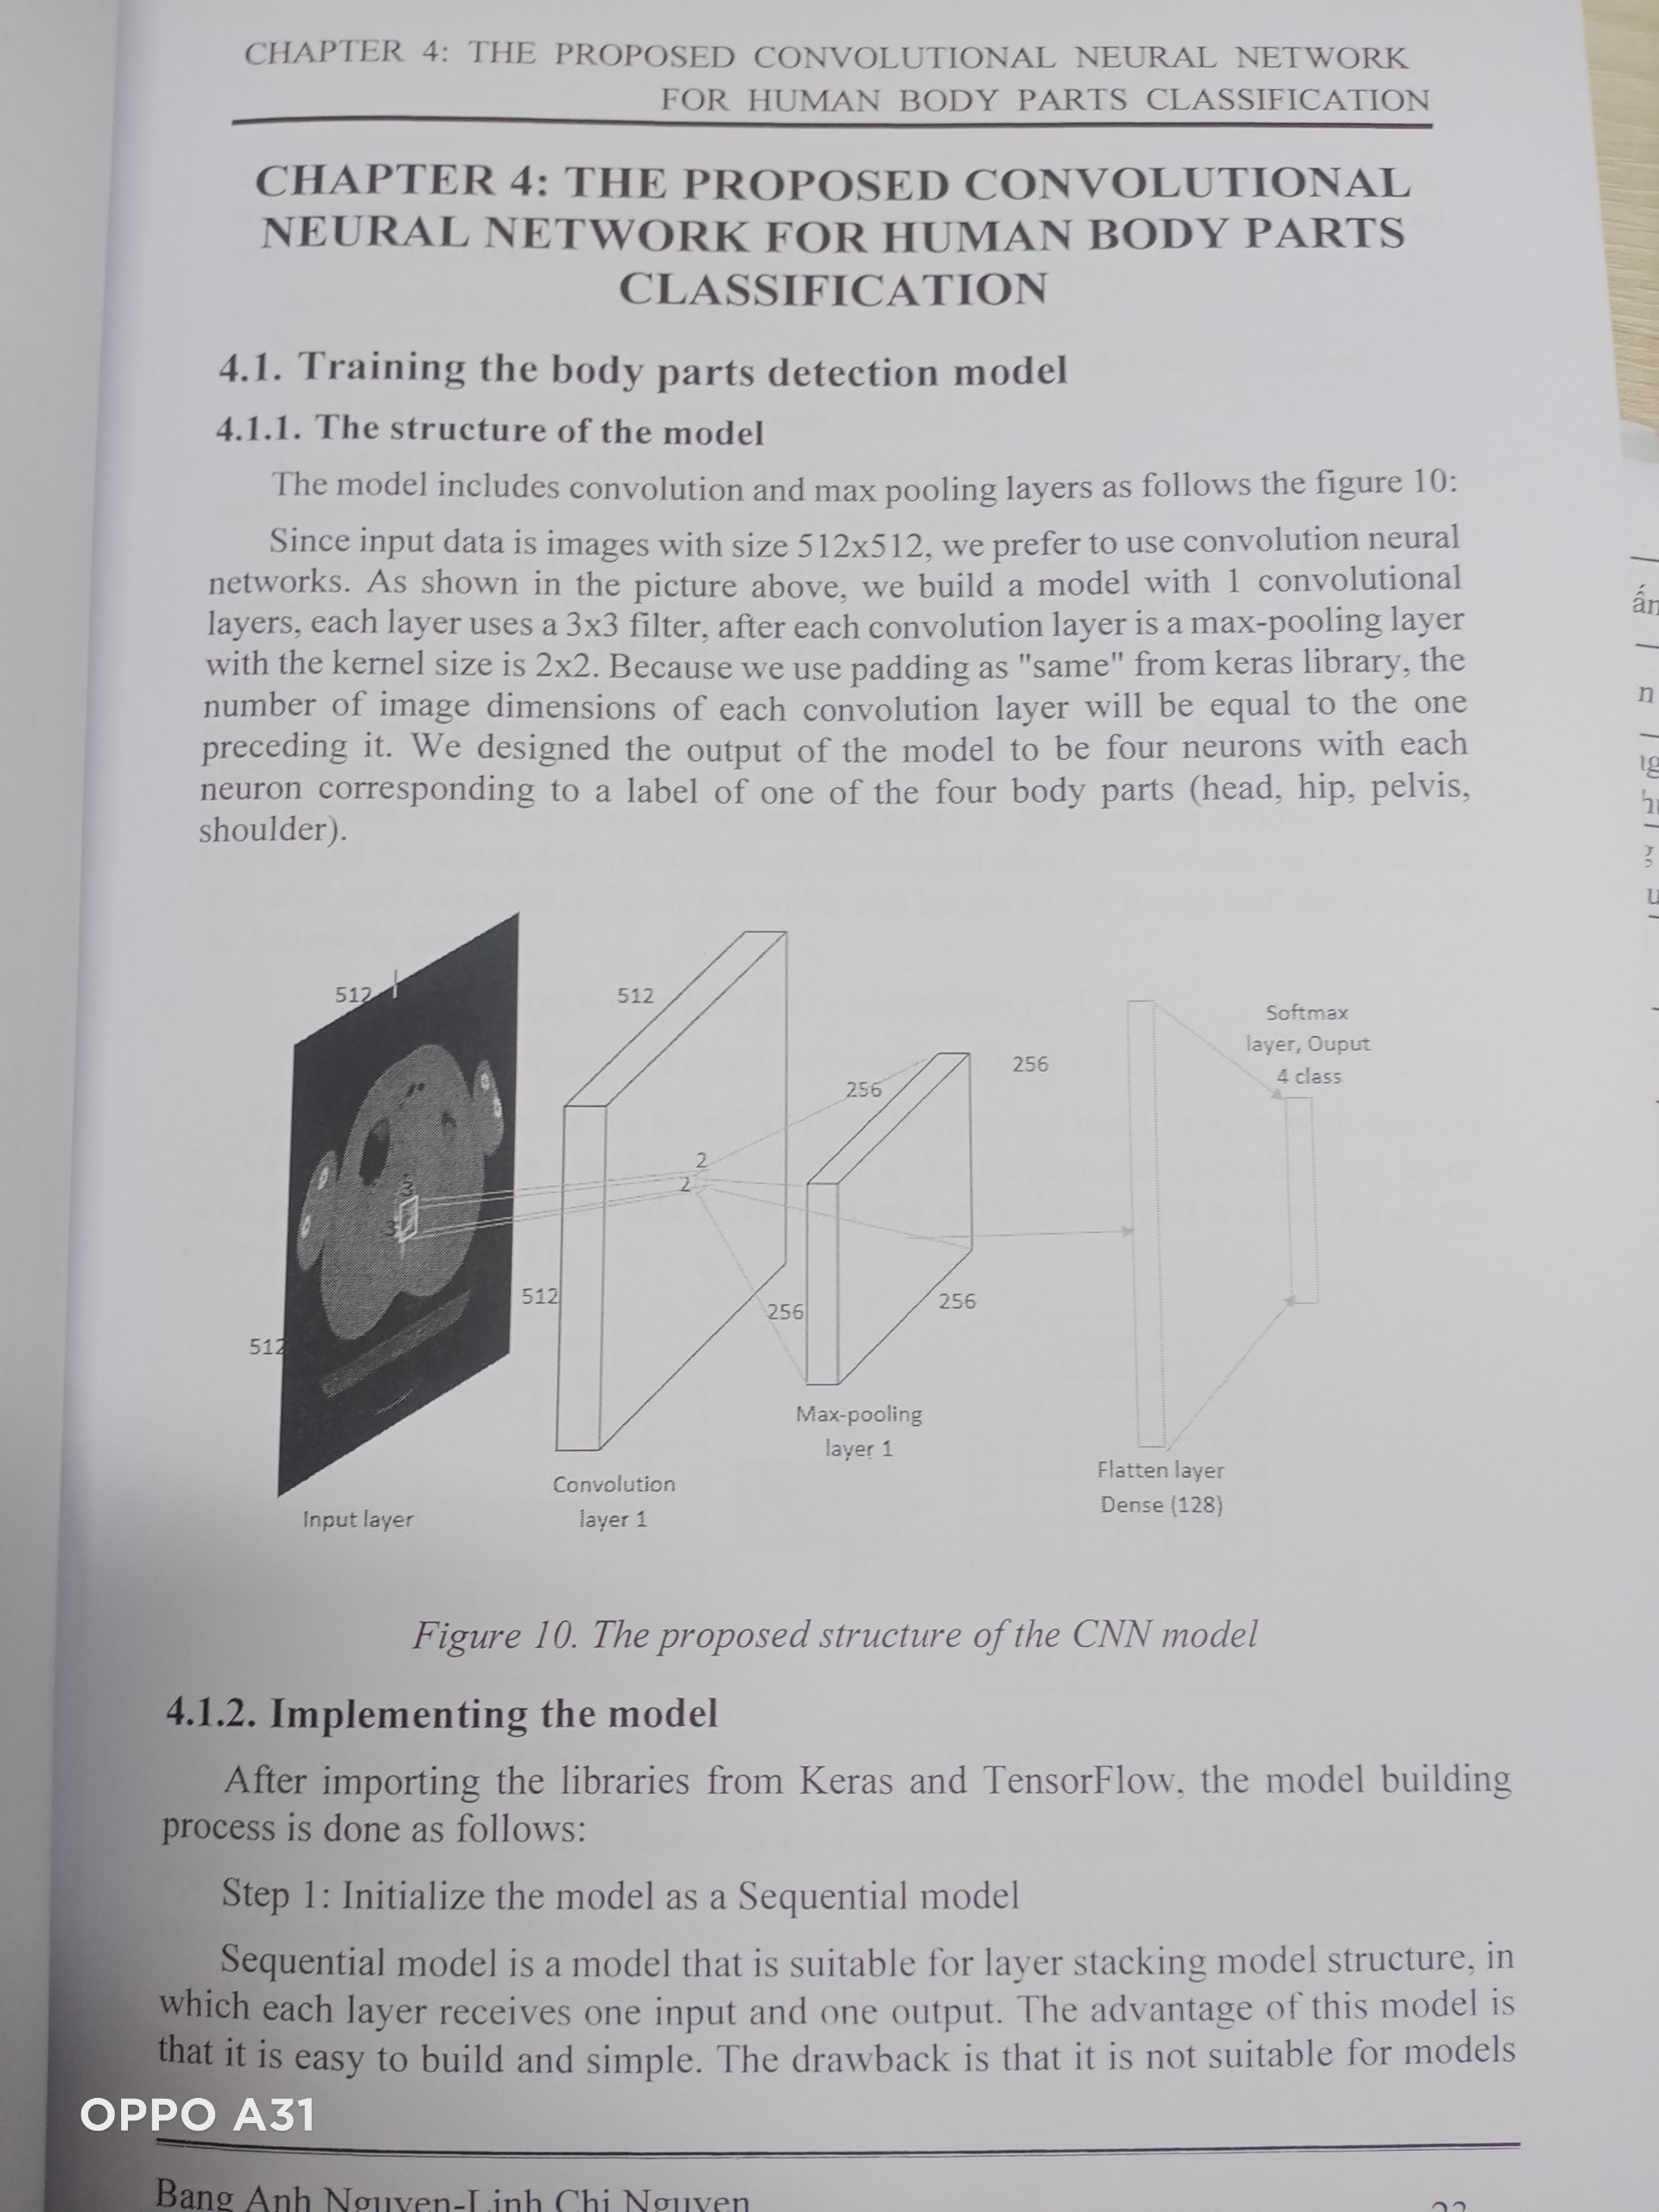 CHAPTER 4: THE PROPOSED CONVOLUTIONAL NEURAL NETWORK
FOR HUMAN BODY PARTS CLASSIFICATION
CHAPTER 4: THE PROPOSED CONVOLUTIONAL
NEURAL NETWORK FOR HUMAN BODY PARTS
CLASSIFICATION
4.1. Training the body parts detection model
4.1.1. The structure of the model
The model includes convolution and max pooling layers as follows the figure 10:
Since input data is images with size 512x512, we prefer to use convolution neural
networks. As shown in the picture above, we build a model with 1 convolutional
layers, each layer uses a 3x3 filter, after each convolution layer is a max-pooling layer
with the kernel size is 2x2. Because we use padding as "same" from keras library, the
number of image dimensions of each convolution layer will be equal to the one
preceding it. We designed the output of the model to be four neurons with each
neuron corresponding to a label of one of the four body parts (head, hip, pelvis,
shoulder).
512
512
256
256
Softmax
layer, Ouput
4 class
2
2
3
3
512
512
256
256
Max-pooling
layer 1
Convolution
layer 1
Input layer
Flatten layer
Dense (128)
Figure 10. The proposed structure of the CNN model
4.1.2. Implementing the model
After importing the libraries from Keras and TensorFlow, the model building
process is done as follows:
Step 1: Initialize the model as a Sequential model
Sequential model is a model that is suitable for layer stacking model structure, in
which each layer receives one input and one output. The advantage of this model is
that it is easy to build and simple. The drawback is that it is not suitable for models
OPPO A31
Bang Anh Nguyen-Linh Chi Nguyen